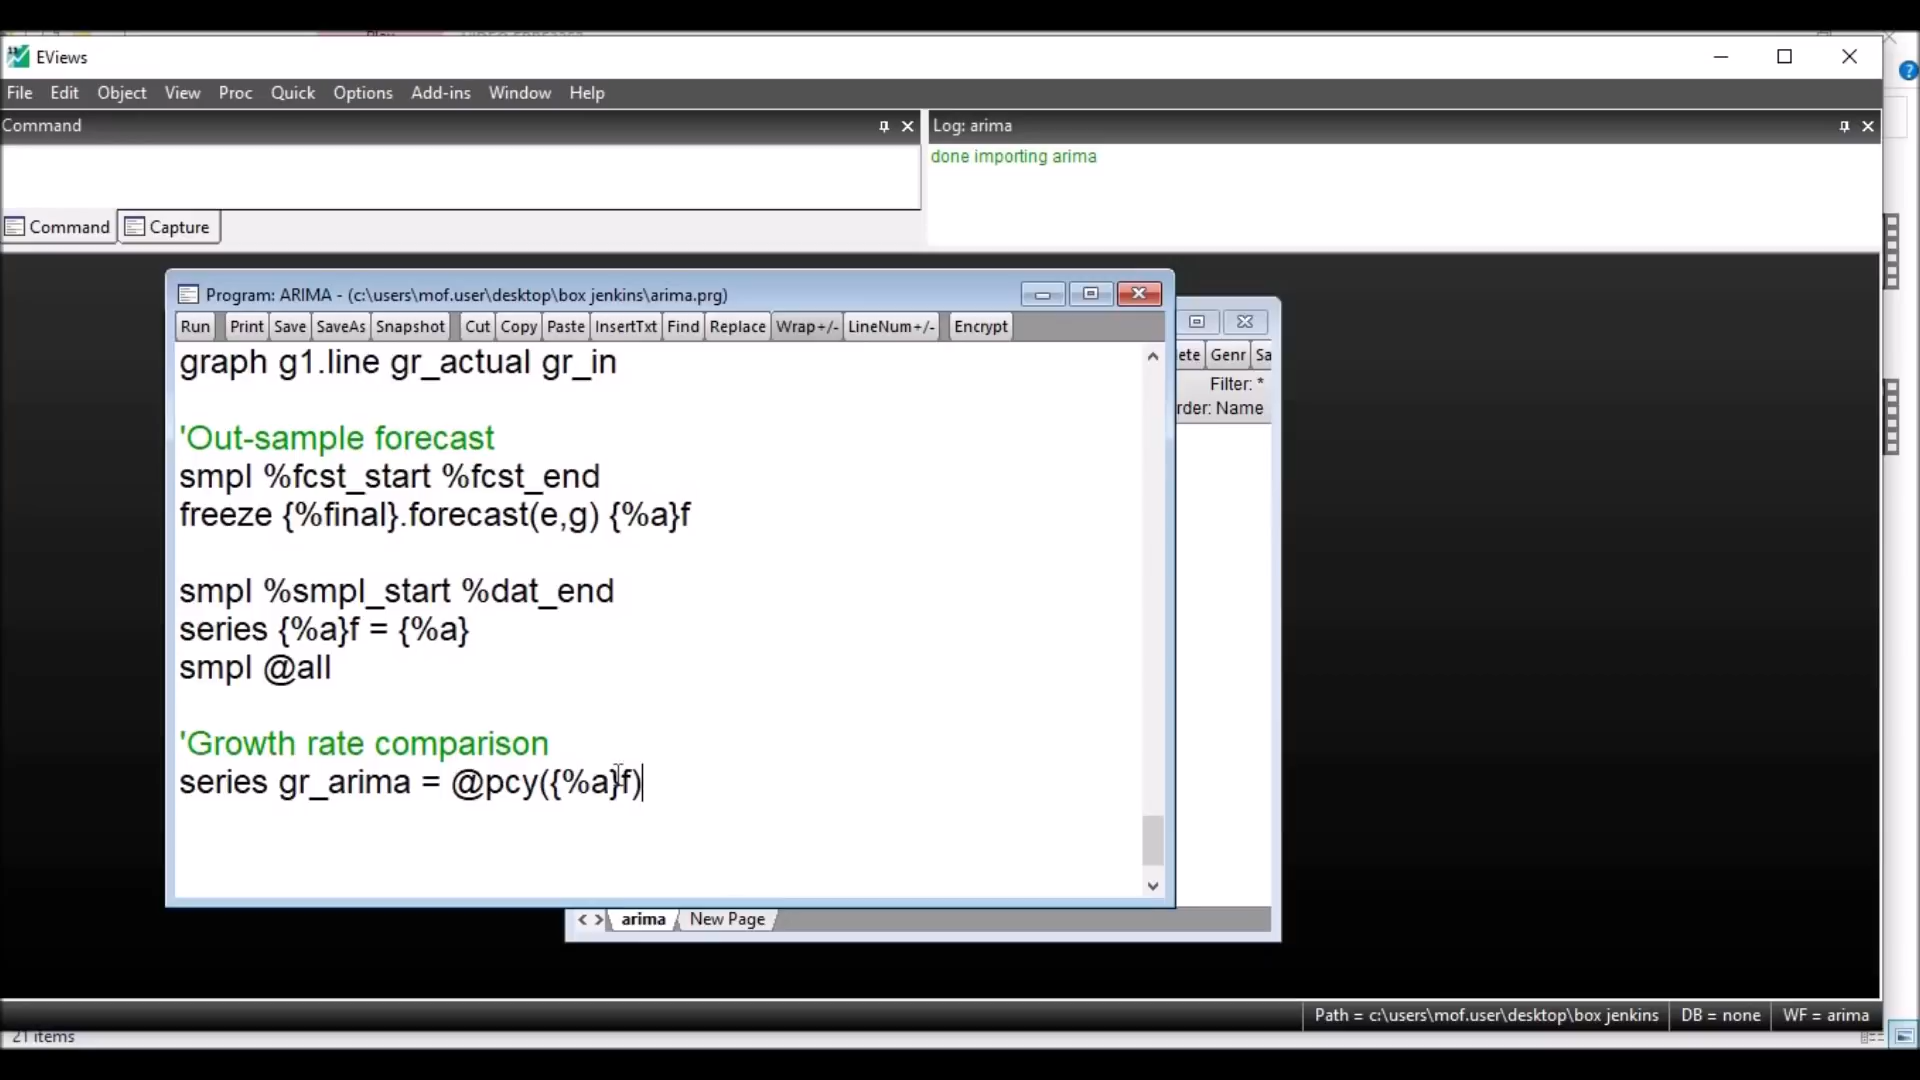 EViews
File Edit Object View Proc Quick Options Add-ins Window Help
Command
Log: arima
done importing arima
Command Capture
Program: ARIMA - (c:\users\mof.user\desktop\box jenkins\arima.prg)
Run Print Save SaveAs Snapshot Cut Copy Paste InsertTxt Find Replace Wrap+/- LineNum+/- Encrypt
ete Genr Sa
Filter: *
rder: Name
graph g1.line gr_actual gr_in
'Out-sample forecast
smpl %fcst_start %fcst_end
freeze {%final}.forecast(e,g) {%a}f
smpl %smpl_start %dat_end
series {%a}f = {%a}
smpl @all
'Growth rate comparison
series gr_arima = @pcy({%a}f)
< > arima New Page
Path = c:\users\mof.user\desktop\box jenkins DB = none WF = arima
21 items